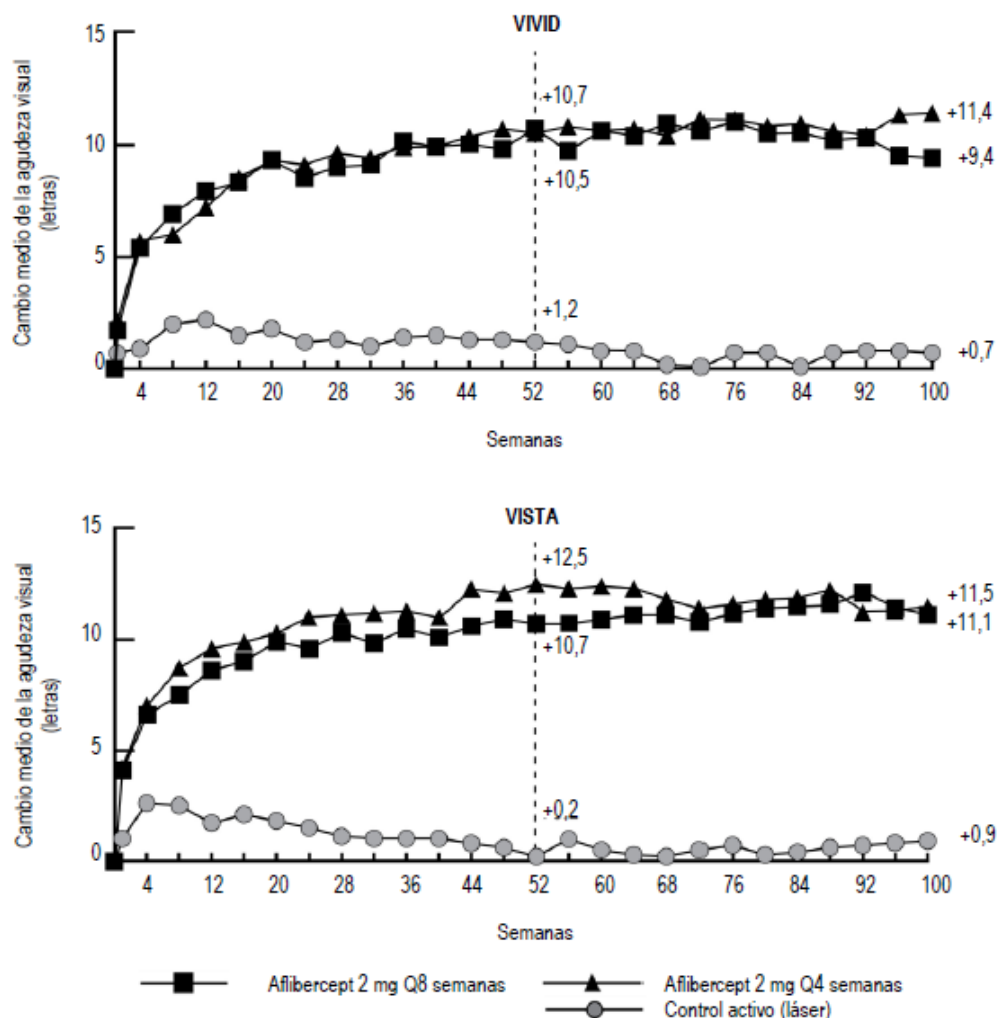 VIVID
Cambio medio de la agudeza visual
(letras)
15
10
5
0
+10,7
+10,5
+1,2
+11,4
+9,4
+0,7
4 12 20 28 36 44 52 60 68 76 84 92 100
Semanas
VISTA
Cambio medio de la agudeza visual
(letras)
15
10
5
0
+12,5
+10,7
+0,2
+11,5
+11,1
+0,9
4 12 20 28 36 44 52 60 68 76 84 92 100
Semanas
Aflibercept 2 mg Q8 semanas
Aflibercept 2 mg Q4 semanas
Control activo (láser)